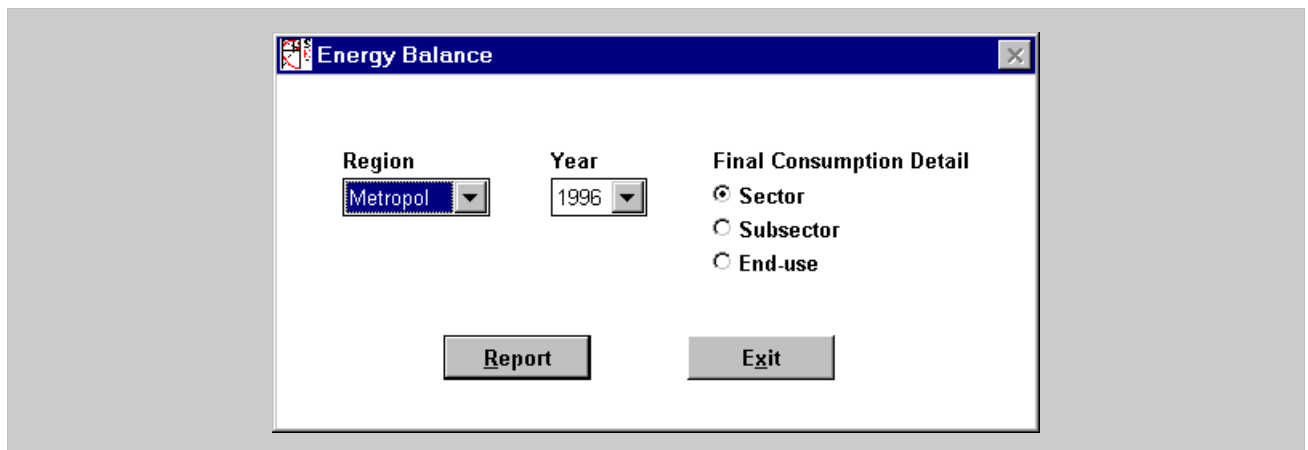 Energy Balance
Region Year Final Consumption Detail
Metropol 1996 Sector
Subsector
End-use
Report Exit